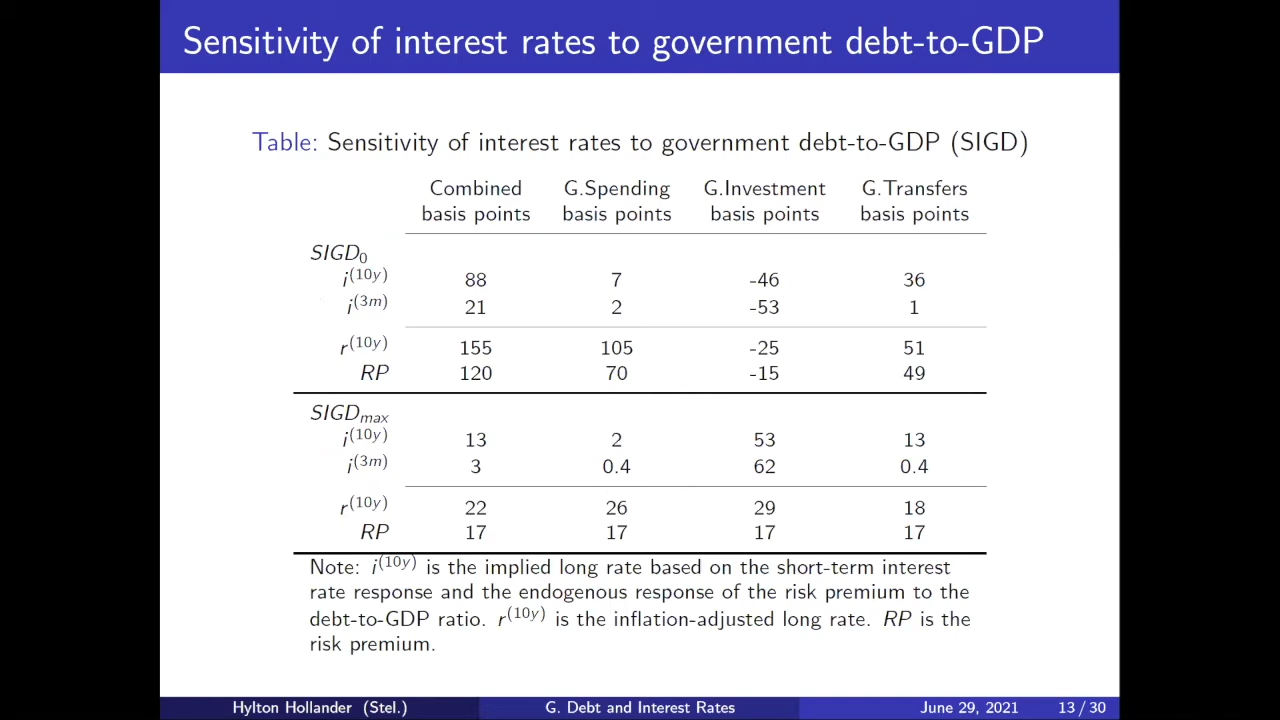 Sensitivity of interest rates to government debt-to-GDP
Table: Sensitivity of interest rates to government debt-to-GDP (SIGD)
Combined G.Spending G.Investment G.Transfers
basis points basis points basis points basis points
SIGD₀
i⁽¹⁰ʸ⁾ 88 7 -46 36
i⁽³ᵐ⁾ 21 2 -53 1
r⁽¹⁰ʸ⁾ 155 105 -25 51
RP 120 70 -15 49
SIGDₘₐₓ
i⁽¹⁰ʸ⁾ 13 2 53 13
i⁽³ᵐ⁾ 3 0.4 62 0.4
r⁽¹⁰ʸ⁾ 22 26 29 18
RP 17 17 17 17
Note: i⁽¹⁰ʸ⁾ is the implied long rate based on the short-term interest
rate response and the endogenous response of the risk premium to the
debt-to-GDP ratio. r⁽¹⁰ʸ⁾ is the inflation-adjusted long rate. RP is the
risk premium.
Hylton Hollander (Stel.) G. Debt and Interest Rates June 29, 2021 13 / 30